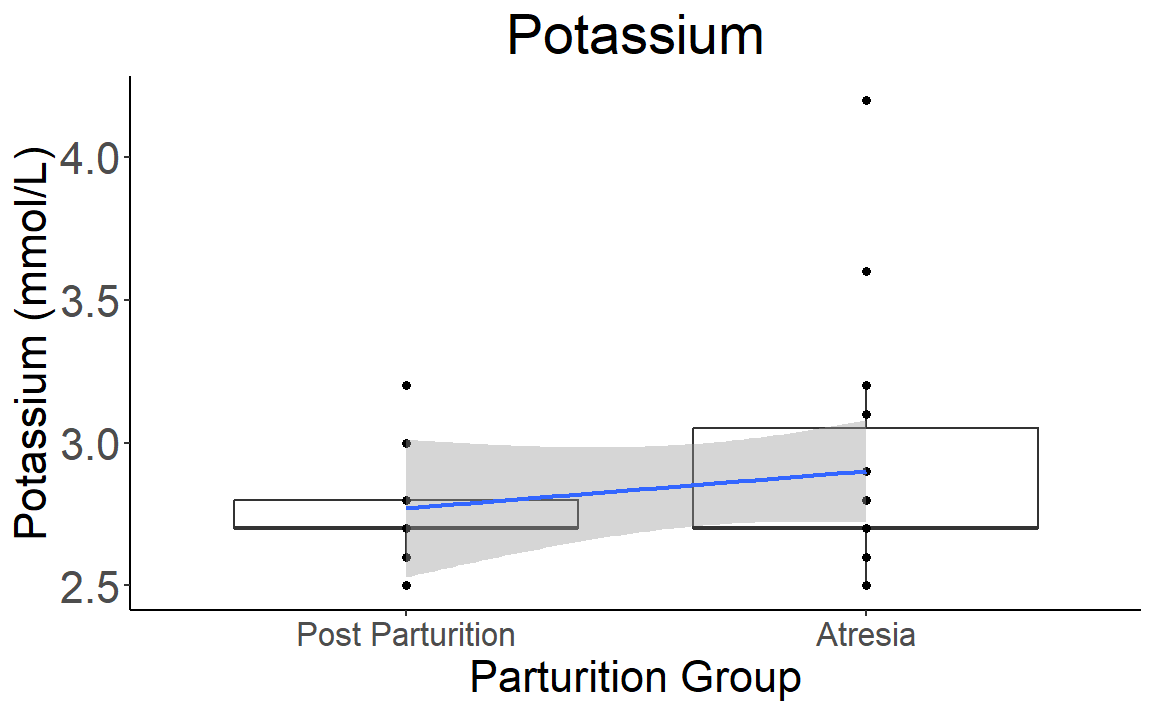 Potassium
Potassium (mmol/L)
4.0
3.5
3.0
2.5
Post Parturition
Atresia
Parturition Group